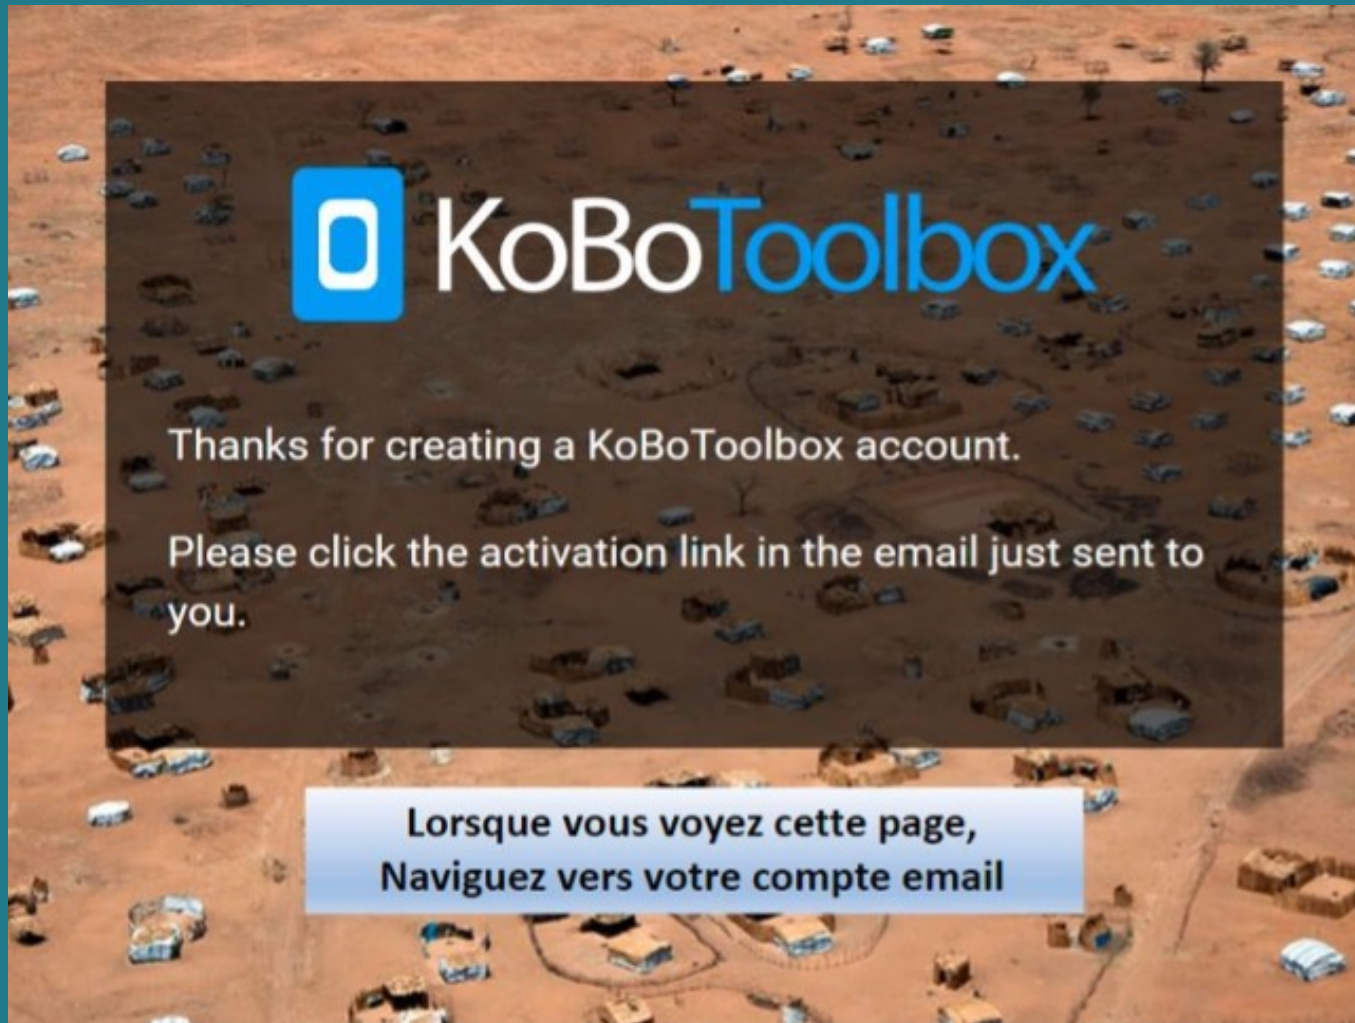 KoBoToolbox
Thanks for creating a KoBoToolbox account.
Please click the activation link in the email just sent to
you.
Lorsque vous voyez cette page,
Naviguez vers votre compte email